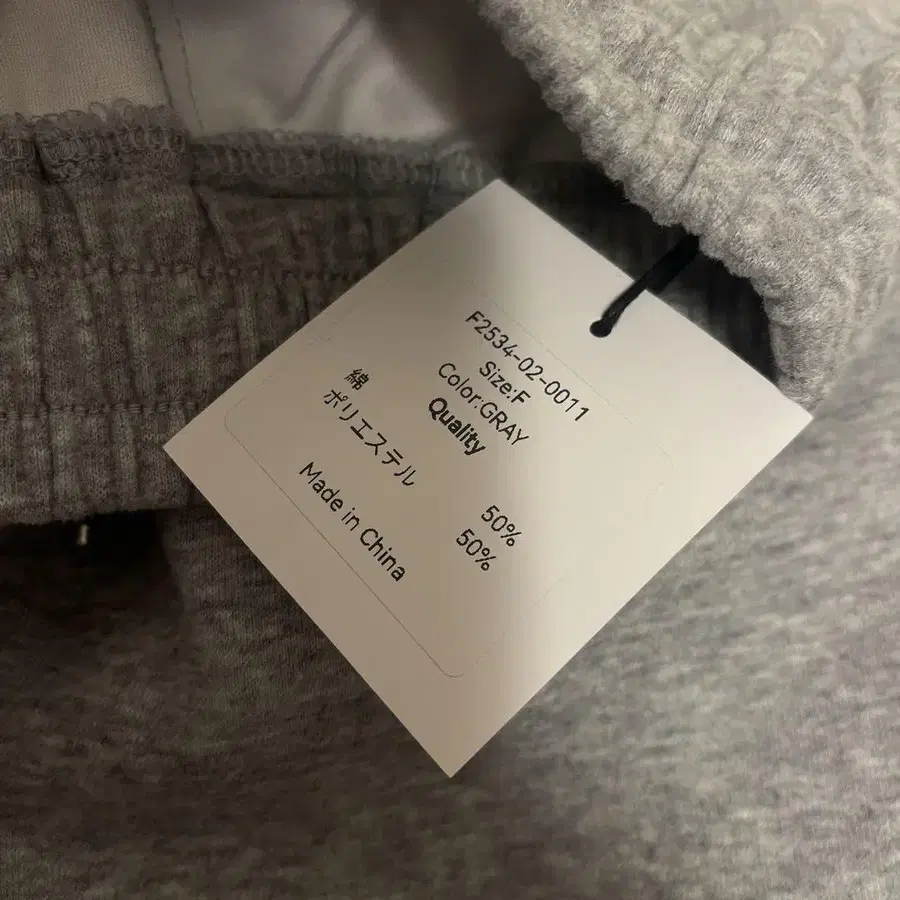 F2534-02-0011
Size:F
Color:GRAY
Quality
綿 50%
ポリエステル 50%
Made in China